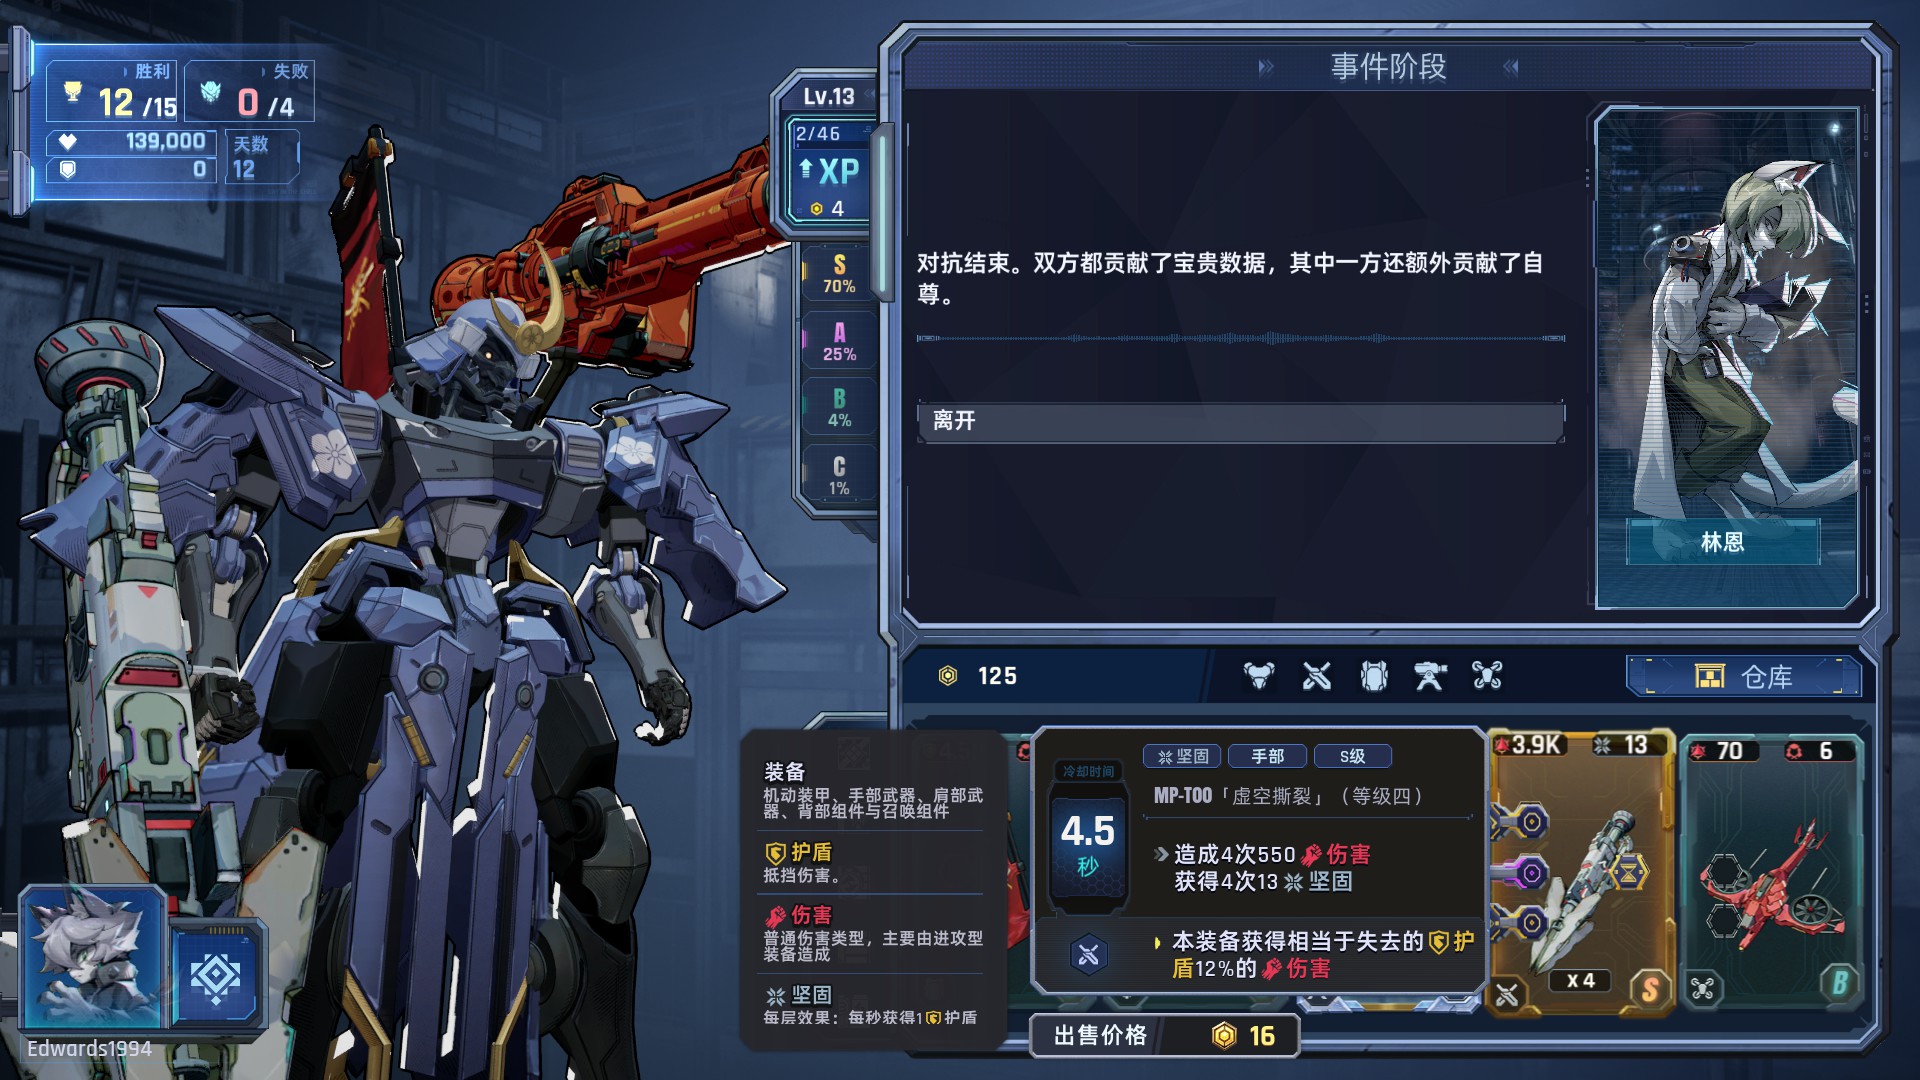 胜利
12 /15
失败
0 /4
139,000
0
天数
12
Lv.13
2/46
XP
4
S
70%
A
25%
B
4%
C
1%
事件阶段
对抗结束。双方都贡献了宝贵数据，其中一方还额外贡献了自
尊。
离开
林恩
125
仓库
装备
机动装甲、手部武器、肩部武
器、背部组件与召唤组件
护盾
抵挡伤害。
伤害
普通伤害类型，主要由进攻型
装备造成
坚固
每层效果：每秒获得1护盾
冷却时间
4.5
秒
坚固
手部
S级
MP-T00「虚空撕裂」（等级四）
造成4次550伤害
获得4次13坚固
本装备获得相当于失去的护
盾12%的伤害
出售价格
16
3.9K
13
x4
S
70
6
B
Edwards1994